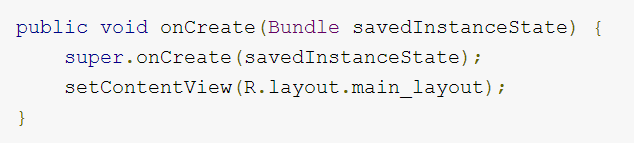 public void onCreate(Bundle savedInstanceState) {
    super.onCreate(savedInstanceState);
    setContentView(R.layout.main_layout);
}